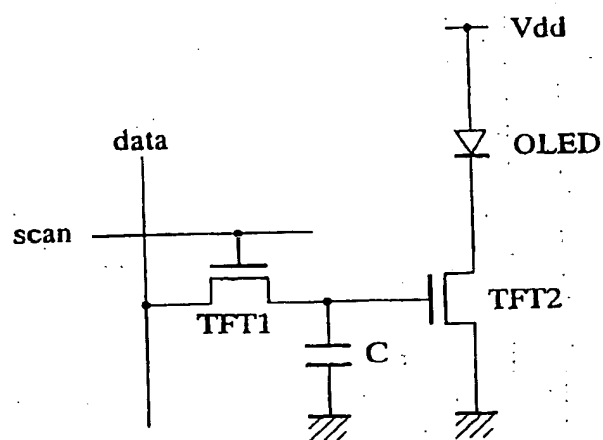 Vdd
OLED
data
scan
TFT1
TFT2
C